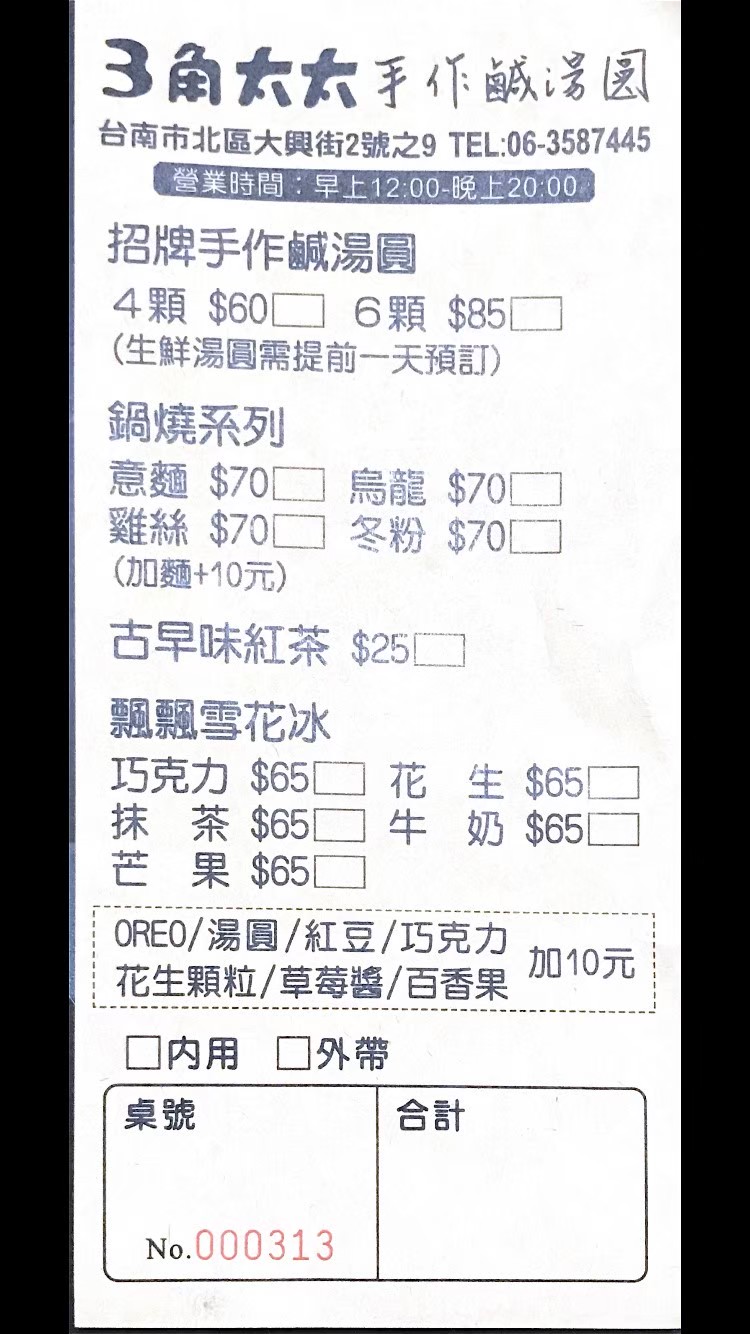 3角太太手作鹹湯圓
台南市北區大興街2號之9 TEL:06-3587445
營業時間：早上12:00-晚上20:00
招牌手作鹹湯圓
4顆 $60 6顆 $85
(生鮮湯圓需提前一天預訂)
鍋燒系列
意麵 $70 烏龍 $70
雞絲 $70 冬粉 $70
(加麵+10元)
古早味紅茶 $25
飄飄雪花冰
巧克力 $65 花 生 $65
抹 茶 $65 牛 奶 $65
芒 果 $65
OREO/湯圓/紅豆/巧克力
花生顆粒/草莓醬/百香果 加10元
內用 外帶
桌號 合計
No.000313